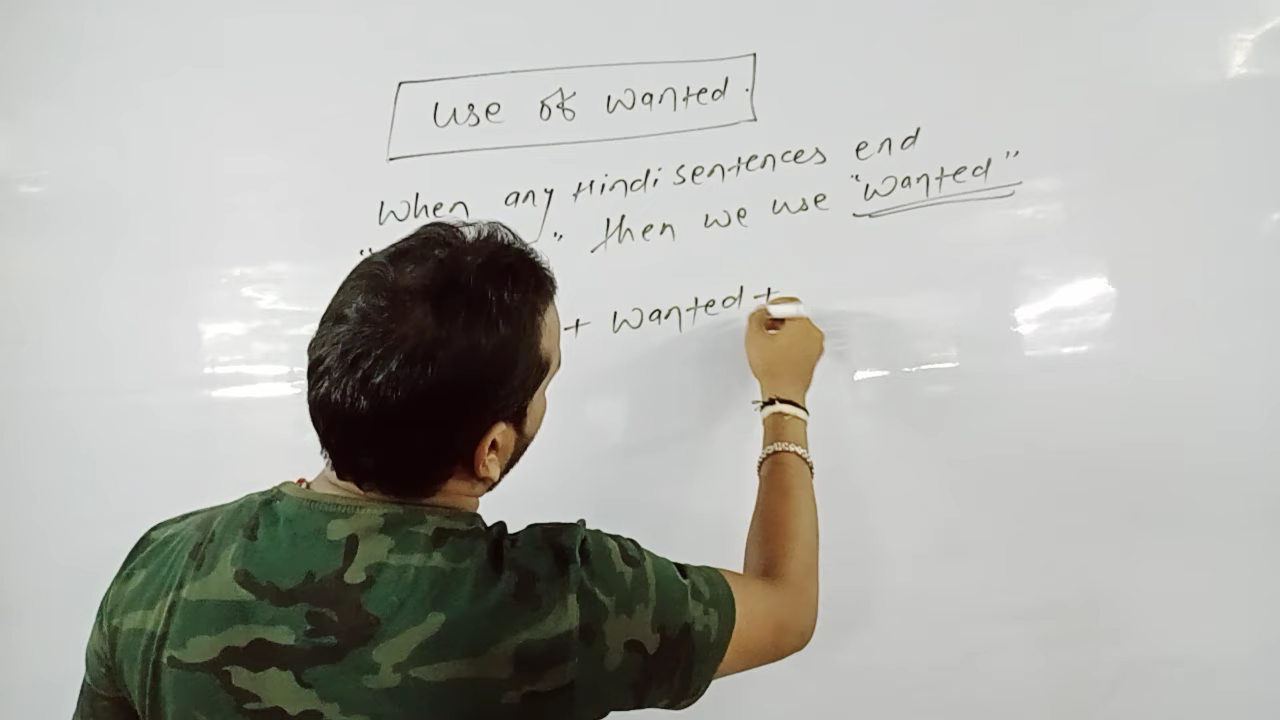 Use of Wanted.
When any Hindi sentences end
" " then we use "Wanted"
+ Wanted +